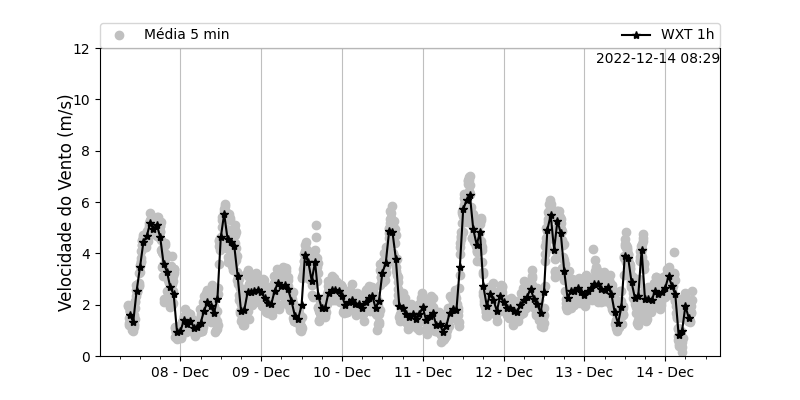 Média 5 min
WXT 1h
2022-12-14 08:29
Velocidade do Vento (m/s)
12
10
8
6
4
2
0
08 - Dec
09 - Dec
10 - Dec
11 - Dec
12 - Dec
13 - Dec
14 - Dec